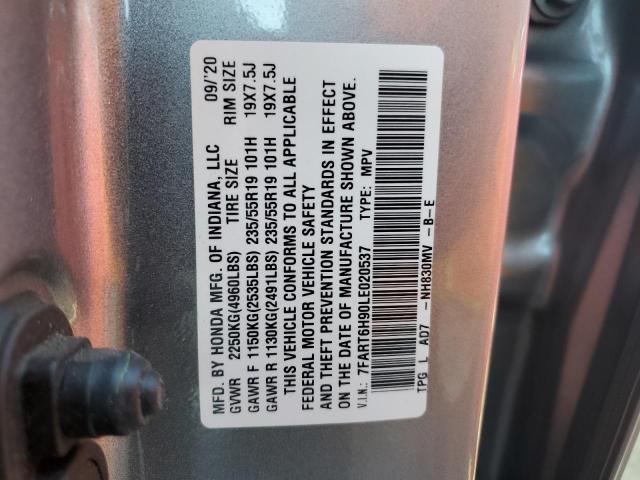 MFD. BY HONDA MFG. OF INDIANA, LLC 09/'20
GVWR 2250KG(4960LBS) TIRE SIZE RIM SIZE
GAWR F 1150KG(2535LBS) 235/55R19 101H 19X7.5J
GAWR R 1130KG(2491LBS) 235/55R19 101H 19X7.5J
THIS VEHICLE CONFORMS TO ALL APPLICABLE
FEDERAL MOTOR VEHICLE SAFETY
AND THEFT PREVENTION STANDARDS IN EFFECT
ON THE DATE OF MANUFACTURE SHOWN ABOVE.
V.I.N.: 7FART6H90LE020537 TYPE: MPV
TPG L AD7 -NH830MV -B-E